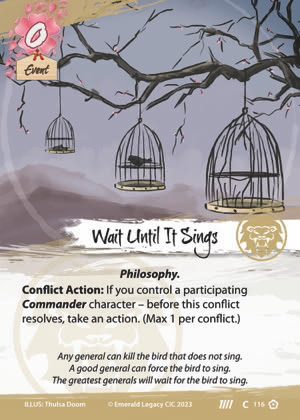 0
Event
Wait Until It Sings
Philosophy.
Conflict Action: If you control a participating
Commander character – before this conflict
resolves, take an action. (Max 1 per conflict.)
Any general can kill the bird that does not sing.
A good general can force the bird to sing.
The greatest generals will wait for the bird to sing.
ILLUS: Thulsa Doom © Emerald Legacy CIC 2023 C 116